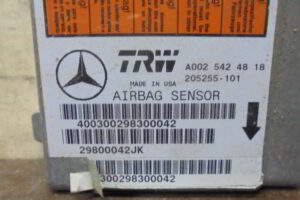 TRW
A002 542 48 18
205255-101
MADE IN USA
AIRBAG SENSOR
400300298300042
29800042JK
300298300042